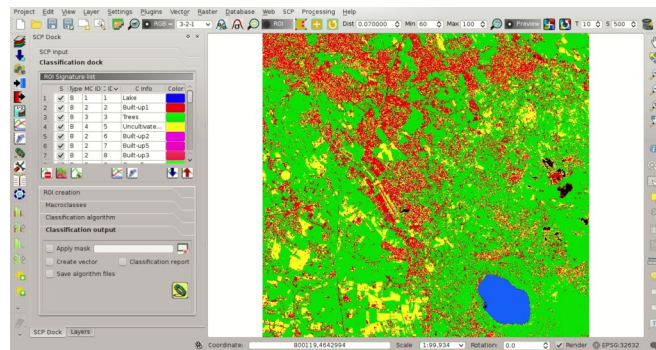 Project Edit View Layer Settings Plugins Vector Raster Database Web SCP Processing Help
RGB = 3-2-1 ROI Dist 0.070000 Min 60 Max 100 Preview T 10 S 500
SCP Dock
SCP input
Classification dock
ROI Signature list
S Type MC ID C Info Color
1 B 1 1 Lake
2 B 2 2 Built-up1
3 B 3 3 Trees
4 B 4 5 Uncultivate...
5 B 2 6 Built-up2
6 B 2 7 Built-up5
7 B 2 8 Built-up3
ROI creation
Macroclasses
Classification algorithm
Classification output
Apply mask
Create vector Classification report
Save algorithm files
SCP Dock Layers
Coordinate: 800119,4642994 Scale 1:99,934 Rotation: 0.0 Render EPSG:32632